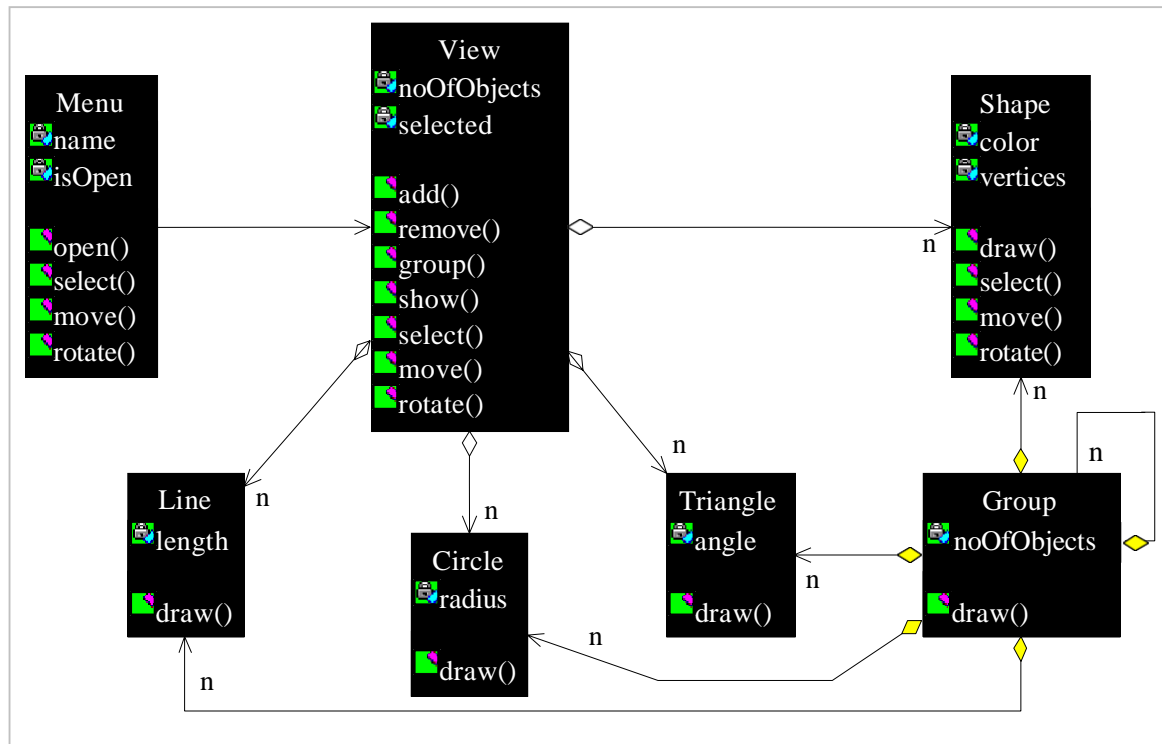 Menu
name
isOpen
open()
select()
move()
rotate()
View
noOfObjects
selected
add()
remove()
group()
show()
select()
move()
rotate()
n
Shape
color
vertices
draw()
select()
move()
rotate()
n
n
n
n
n
Line
length
draw()
Circle
radius
draw()
Triangle
angle
draw()
n
Group
noOfObjects
draw()
n
n